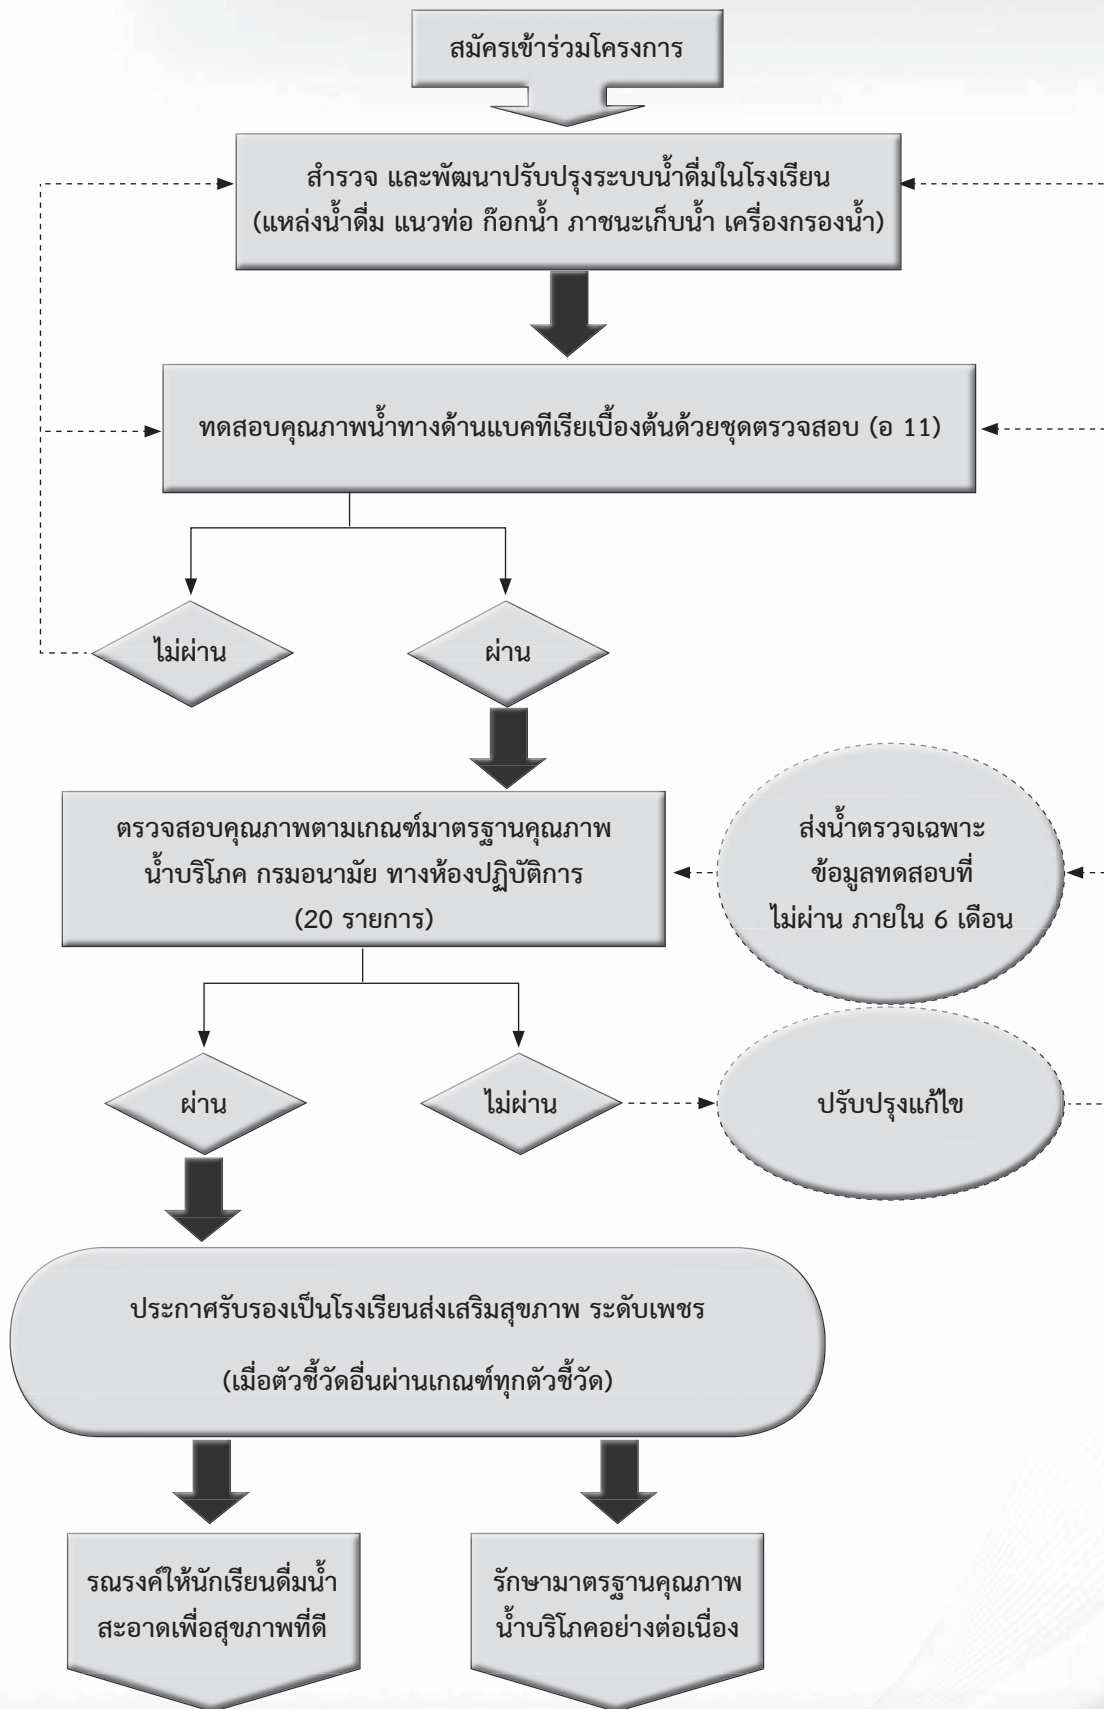 สมัครเข้าร่วมโครงการ
สำรวจ และพัฒนาปรับปรุงระบบน้ำดื่มในโรงเรียน
(แหล่งน้ำดื่ม แนวท่อ ก๊อกน้ำ ภาชนะเก็บน้ำ เครื่องกรองน้ำ)
ทดสอบคุณภาพน้ำทางด้านแบคทีเรียเบื้องต้นด้วยชุดตรวจสอบ (อ 11)
ไม่ผ่าน
ผ่าน
ตรวจสอบคุณภาพตามเกณฑ์มาตรฐานคุณภาพ
น้ำบริโภค กรมอนามัย ทางห้องปฏิบัติการ
(20 รายการ)
ส่งน้ำตรวจเฉพาะ
ข้อมูลทดสอบที่
ไม่ผ่าน ภายใน 6 เดือน
ผ่าน
ไม่ผ่าน
ปรับปรุงแก้ไข
ประกาศรับรองเป็นโรงเรียนส่งเสริมสุขภาพ ระดับเพชร
(เมื่อตัวชี้วัดอื่นผ่านเกณฑ์ทุกตัวชี้วัด)
รณรงค์ให้นักเรียนดื่มน้ำ
สะอาดเพื่อสุขภาพที่ดี
รักษามาตรฐานคุณภาพ
น้ำบริโภคอย่างต่อเนื่อง